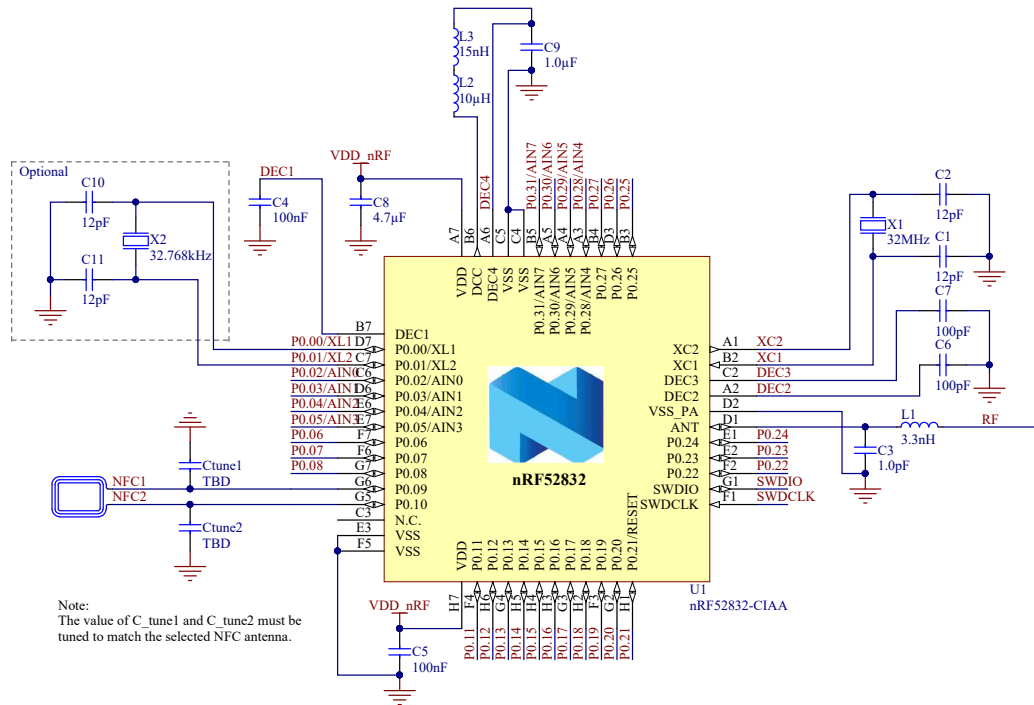 L3
15nH
L2
10µH
C9
1.0µF
Optional
C10
12pF
X2
32.768kHz
C11
12pF
DEC1
C4
100nF
VDD_nRF
C8
4.7µF
DEC4
P0.31/AIN7
P0.30/AIN6
P0.29/AIN5
P0.28/AIN4
P0.27
P0.26
P0.25
A7
B6
A6
C5
C4
B5
A5
A4
A3
B4
D3
B3
VDD
DCC
DEC4
VSS
VSS
P0.31/AIN7
P0.30/AIN6
P0.29/AIN5
P0.28/AIN4
P0.27
P0.26
P0.25
C2
12pF
X1
32MHz
C1
12pF
C7
100pF
C6
100pF
B7
DEC1
P0.00/XL1
D7
P0.00/XL1
P0.01/XL2
C7
P0.01/XL2
P0.02/AIN0
C6
P0.02/AIN0
P0.03/AIN1
D6
P0.03/AIN1
P0.04/AIN2
E6
P0.04/AIN2
P0.05/AIN3
E7
P0.05/AIN3
P0.06
F7
P0.06
P0.07
F6
P0.07
P0.08
G7
P0.08
NFC1
G6
P0.09
NFC2
G5
P0.10
C3
N.C.
E3
VSS
F5
VSS
XC2
A1
XC2
XC1
B2
XC1
DEC3
C2
DEC3
DEC2
A2
DEC2
VSS_PA
D2
ANT
D1
P0.24
E1
P0.24
P0.23
E2
P0.23
P0.22
F2
P0.22
SWDIO
G1
SWDIO
SWDCLK
F1
SWDCLK
L1
3.3nH
RF
C3
1.0pF
nRF52832
Ctune1
TBD
Ctune2
TBD
VDD
P0.11
P0.12
P0.13
P0.14
P0.15
P0.16
P0.17
P0.18
P0.19
P0.20
P0.21/RESET
U1
nRF52832-CIAA
H7
F4
H6
G4
H5
H4
H3
G3
H2
F3
G2
H1
P0.11
P0.12
P0.13
P0.14
P0.15
P0.16
P0.17
P0.18
P0.19
P0.20
P0.21
VDD_nRF
C5
100nF
Note:
The value of C_tune1 and C_tune2 must be
tuned to match the selected NFC antenna.